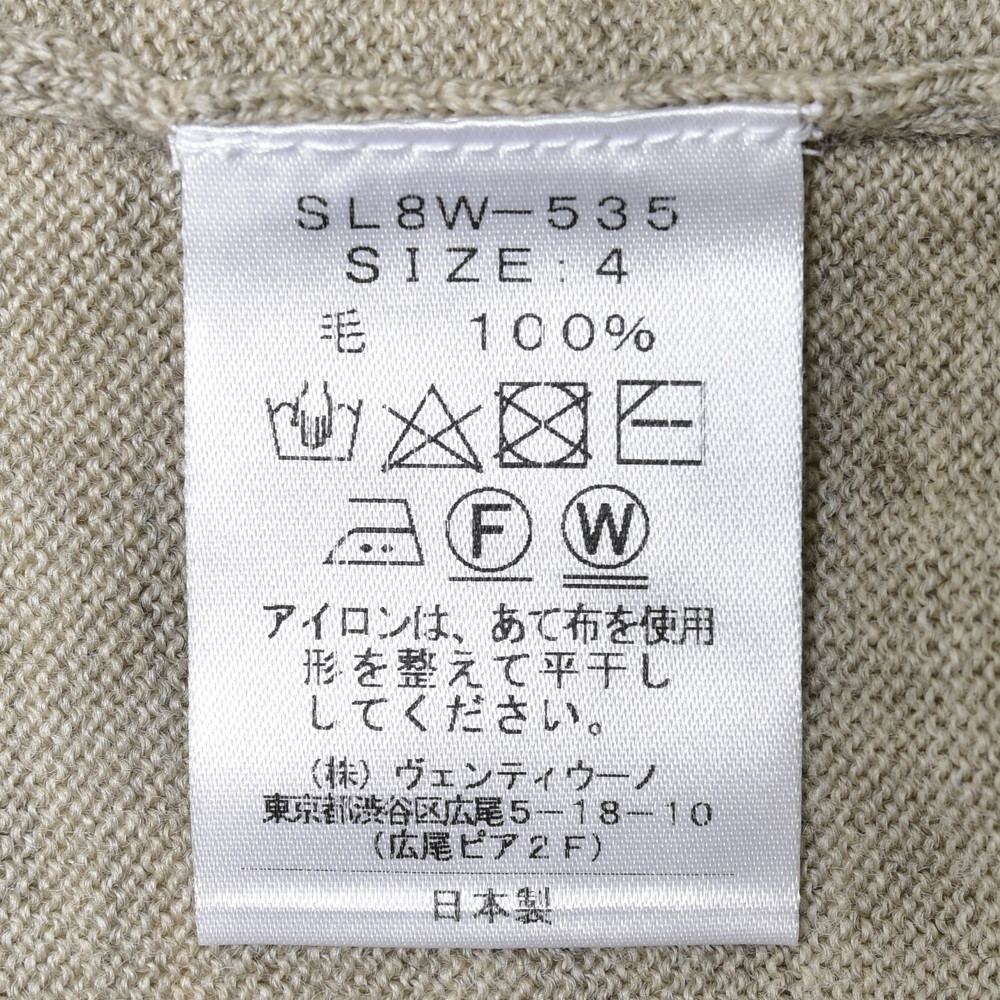 SL8W-535
SIZE:4
毛 100%
F W
アイロンは、あて布を使用
形を整えて平干し
してください。
(株)ヴェンティウーノ
東京都渋谷区広尾5-18-10
(広尾ピア2F)
日本製